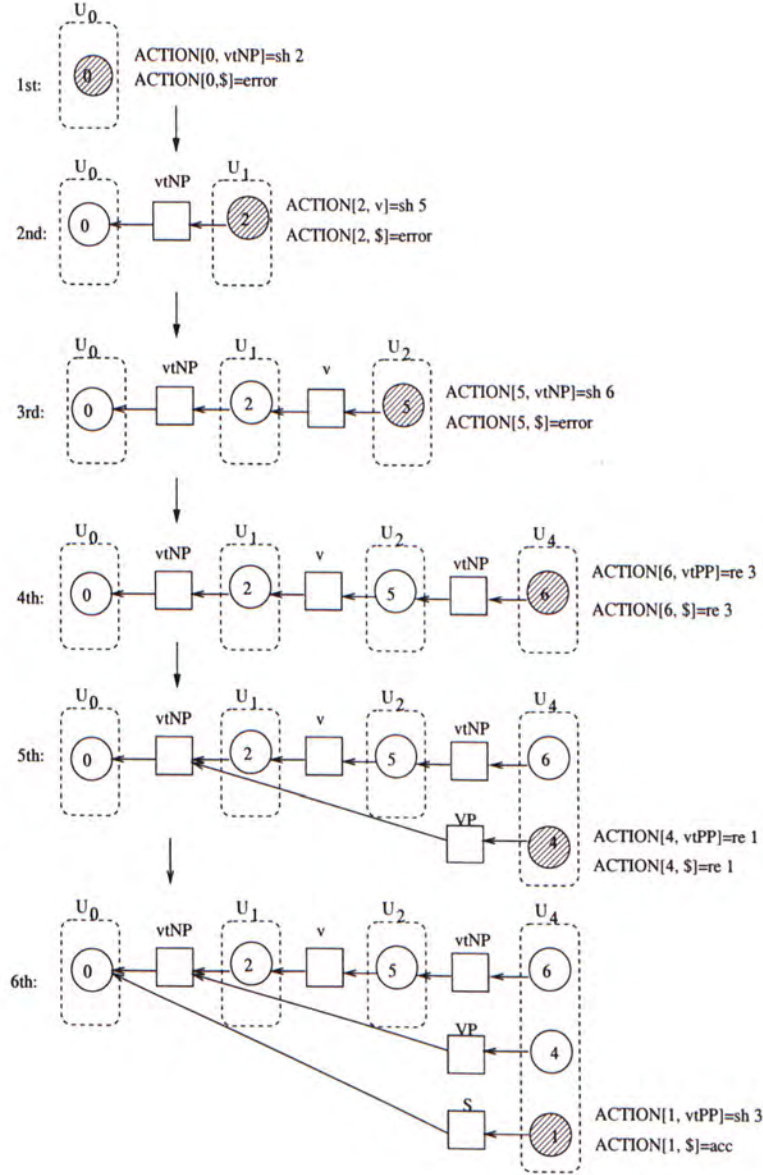 U0
ACTION[0, vtNP]=sh 2
1st: 0
ACTION[0,$]=error
U0 vtNP U1
ACTION[2, v]=sh 5
2nd: 0 2
ACTION[2, $]=error
U0 vtNP U1 v U2
ACTION[5, vtNP]=sh 6
3rd: 0 2 5
ACTION[5, $]=error
U0 vtNP U1 v U2 vtNP U4
ACTION[6, vtPP]=re 3
4th: 0 2 5 6
ACTION[6, $]=re 3
U0 vtNP U1 v U2 vtNP U4
5th: 0 2 5 6
VP
ACTION[4, vtPP]=re 1
4
ACTION[4, $]=re 1
U0 vtNP U1 v U2 vtNP U4
6th: 0 2 5 6
VP 4
S
ACTION[1, vtPP]=sh 3
1
ACTION[1, $]=acc